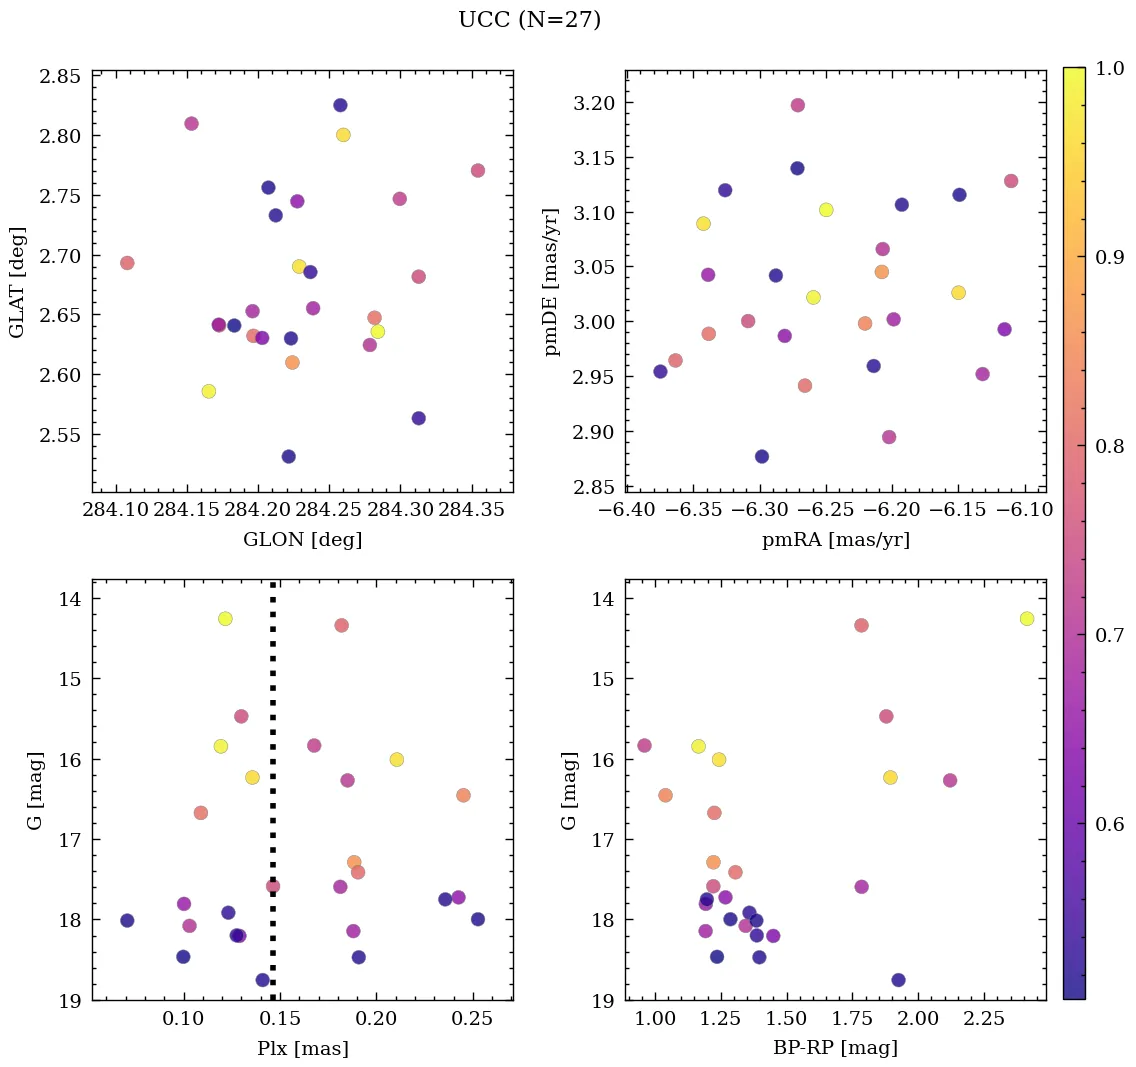 UCC (N=27)
2.85
2.80
2.75
2.70
2.65
2.60
2.55
GLAT [deg]
284.10 284.15 284.20 284.25 284.30 284.35
GLON [deg]
3.20
3.15
3.10
3.05
3.00
2.95
2.90
2.85
pmDE [mas/yr]
−6.40 −6.35 −6.30 −6.25 −6.20 −6.15 −6.10
pmRA [mas/yr]
1.0
0.9
0.8
0.7
0.6
14
15
16
17
18
19
G [mag]
0.10 0.15 0.20 0.25
Plx [mas]
14
15
16
17
18
19
G [mag]
1.00 1.25 1.50 1.75 2.00 2.25
BP-RP [mag]